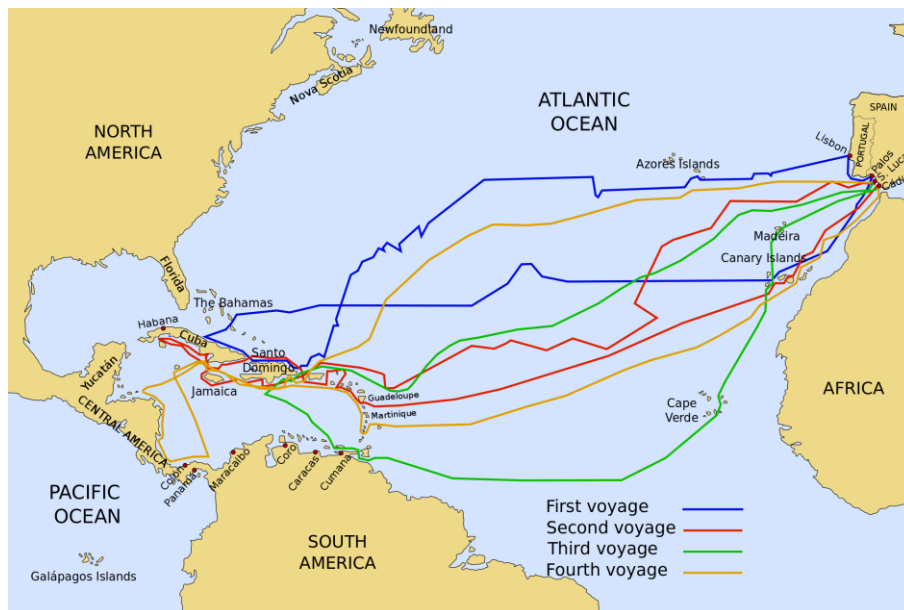 Newfoundland
Nova Scotia
NORTH
AMERICA
ATLANTIC
OCEAN
SPAIN
PORTUGAL
Lisbon
Palos
Azores Islands
Madeira
Canary Islands
Florida
The Bahamas
Habana
Cuba
Santo
Domingo
Yucatán
Jamaica
Guadeloupe
Martinique
CENTRAL AMERICA
Cape
Verde
AFRICA
Colón
Panamá
Maracaibo
Coro
Caracas
Cumana
PACIFIC
OCEAN
SOUTH
AMERICA
Galápagos Islands
First voyage
Second voyage
Third voyage
Fourth voyage